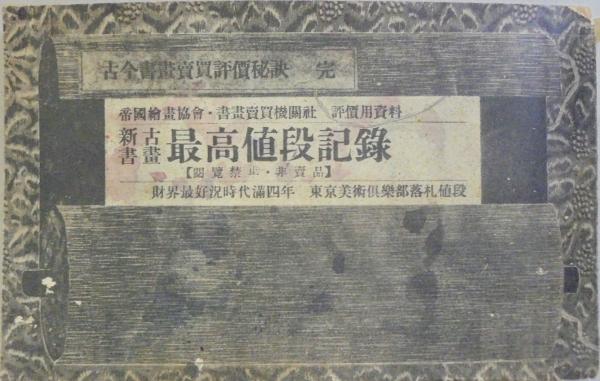 古今書畫賣買評價秘訣 完
帝國繪畫協會・書畫賣買機關社 評價用資料
新古書畫 最高値段記錄
【閲覽禁止・非賣品】
財界最好況時代滿四年 東京美術俱樂部落札値段